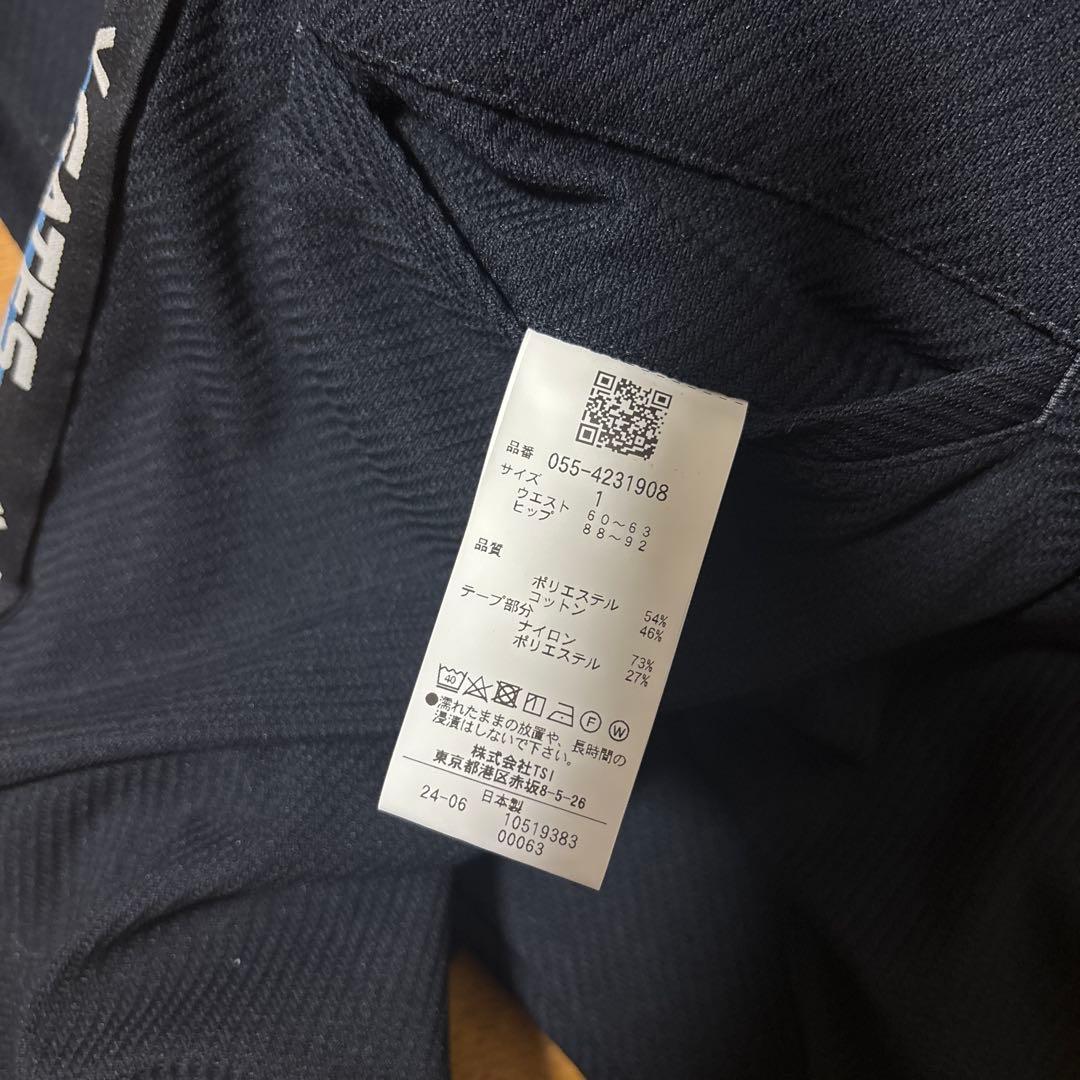 GATES
品番 055-4231908
サイズ 1
ウエスト 60～63
ヒップ 88～92
品質
ポリエステル 54%
コットン 46%
テープ部分
ナイロン 73%
ポリエステル 27%
40 F W
●濡れたままの放置や、長時間の
浸漬はしないで下さい。
株式会社TSI
東京都港区赤坂8-5-26
24-06 日本製
10519383
00063